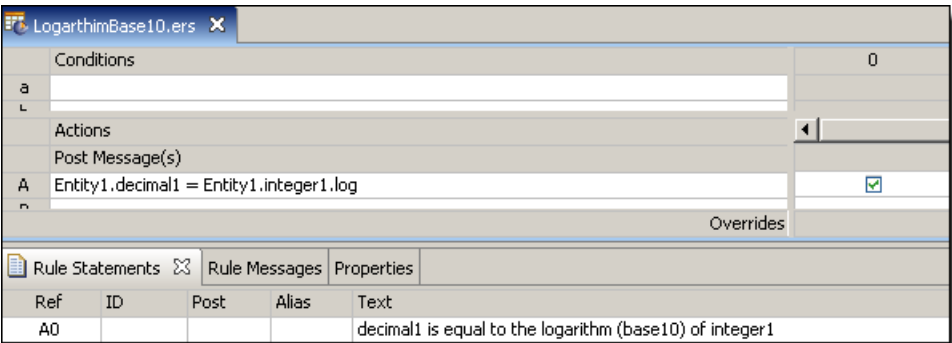 LogarthimBase10.ers
Conditions 0
a
Actions
Post Message(s)
A Entity1.decimal1 = Entity1.integer1.log
Overrides
Rule Statements Rule Messages Properties
Ref ID Post Alias Text
A0 decimal1 is equal to the logarithm (base10) of integer1